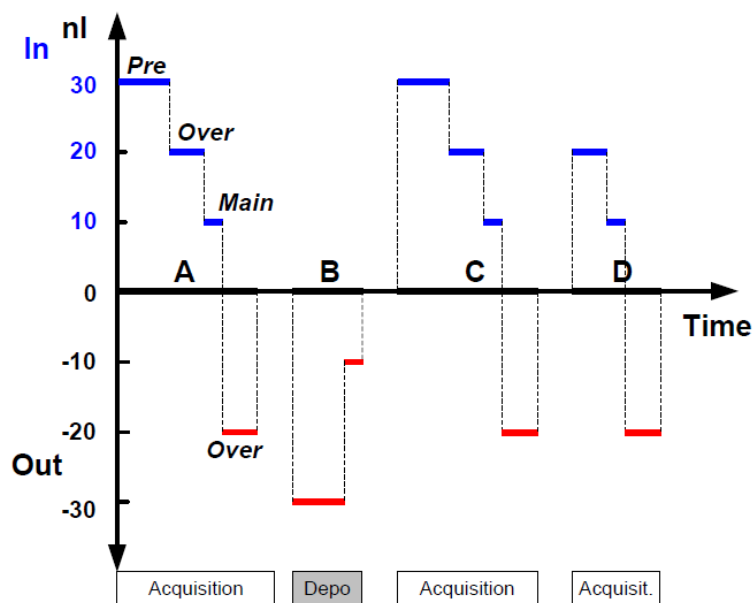 In
nl
Pre
30
Over
20
Main
10
A
B
C
D
0
Time
-10
-20
Over
Out
-30
Acquisition
Depo
Acquisition
Acquisit.